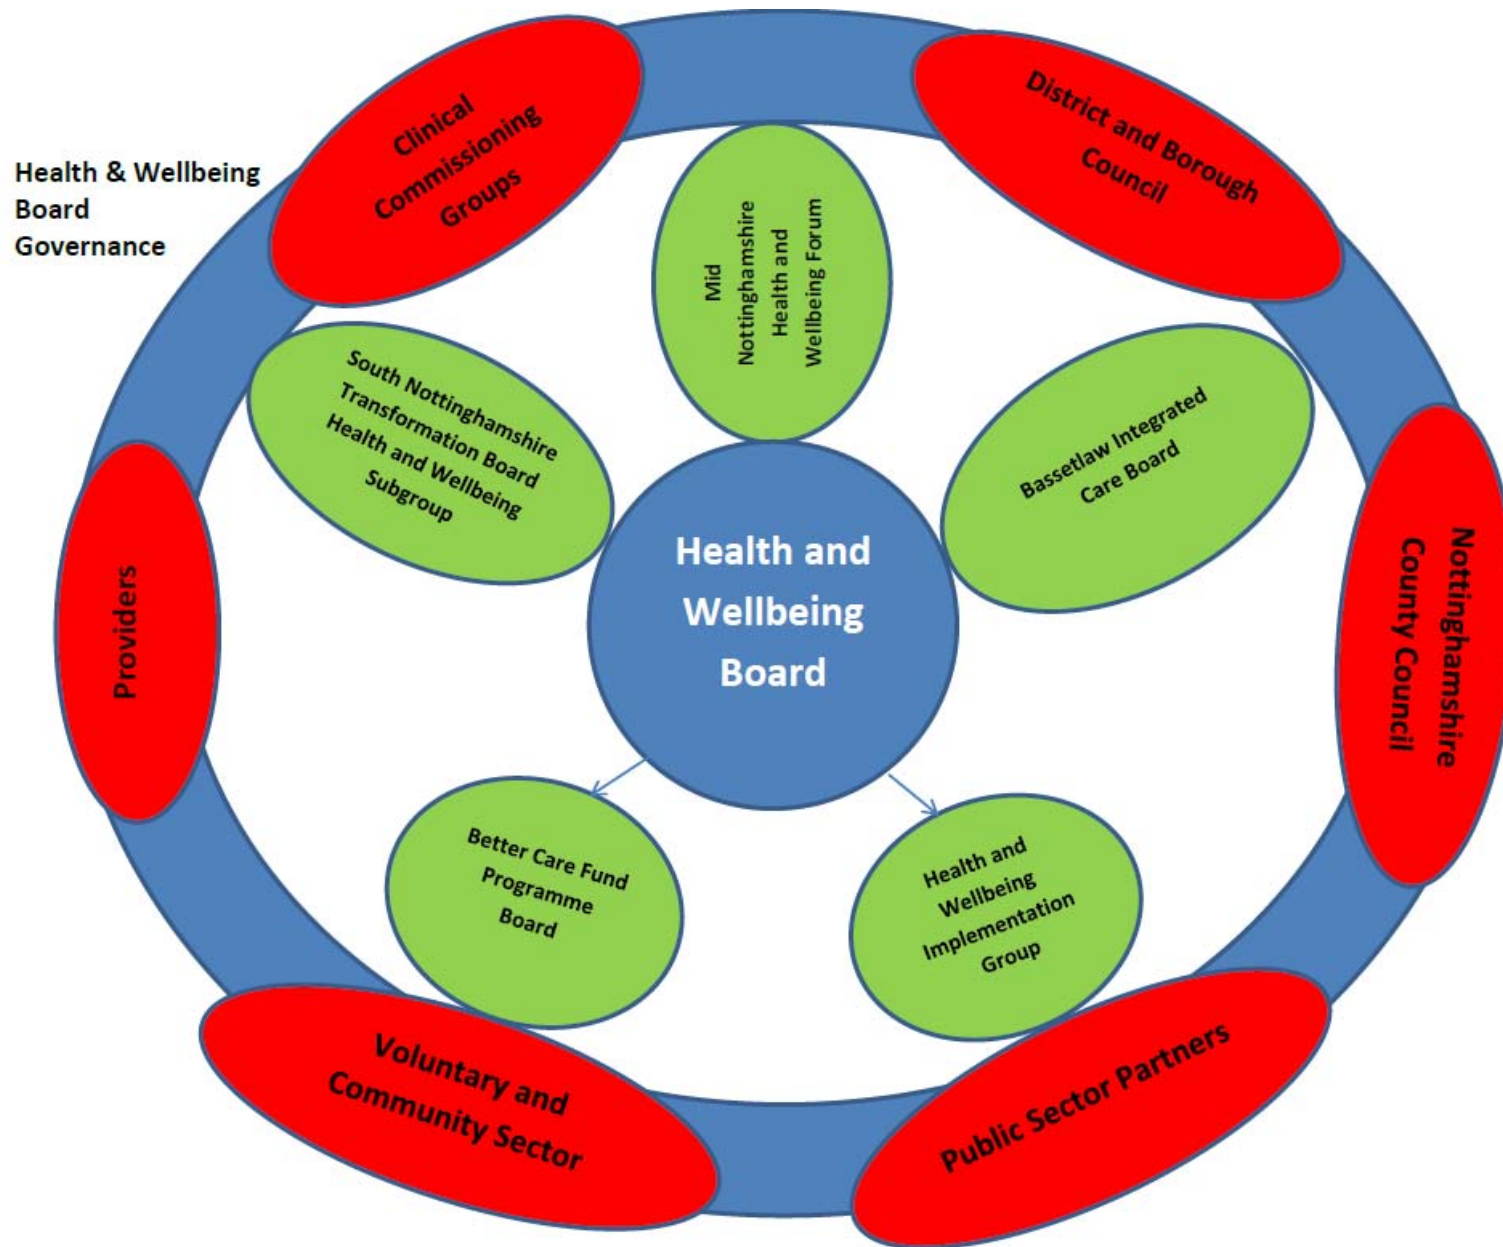 Health & Wellbeing
Board
Governance
Clinical
Commissioning
Groups
District and Borough
Council
Mid
Nottinghamshire
Health and
Wellbeing Forum
South Nottinghamshire
Transformation Board
Health and Wellbeing
Subgroup
Bassetlaw Integrated
Care Board
Health and
Wellbeing
Board
Providers
Nottinghamshire
County Council
Better Care Fund
Programme
Board
Health and
Wellbeing
Implementation
Group
Voluntary and
Community Sector
Public Sector Partners